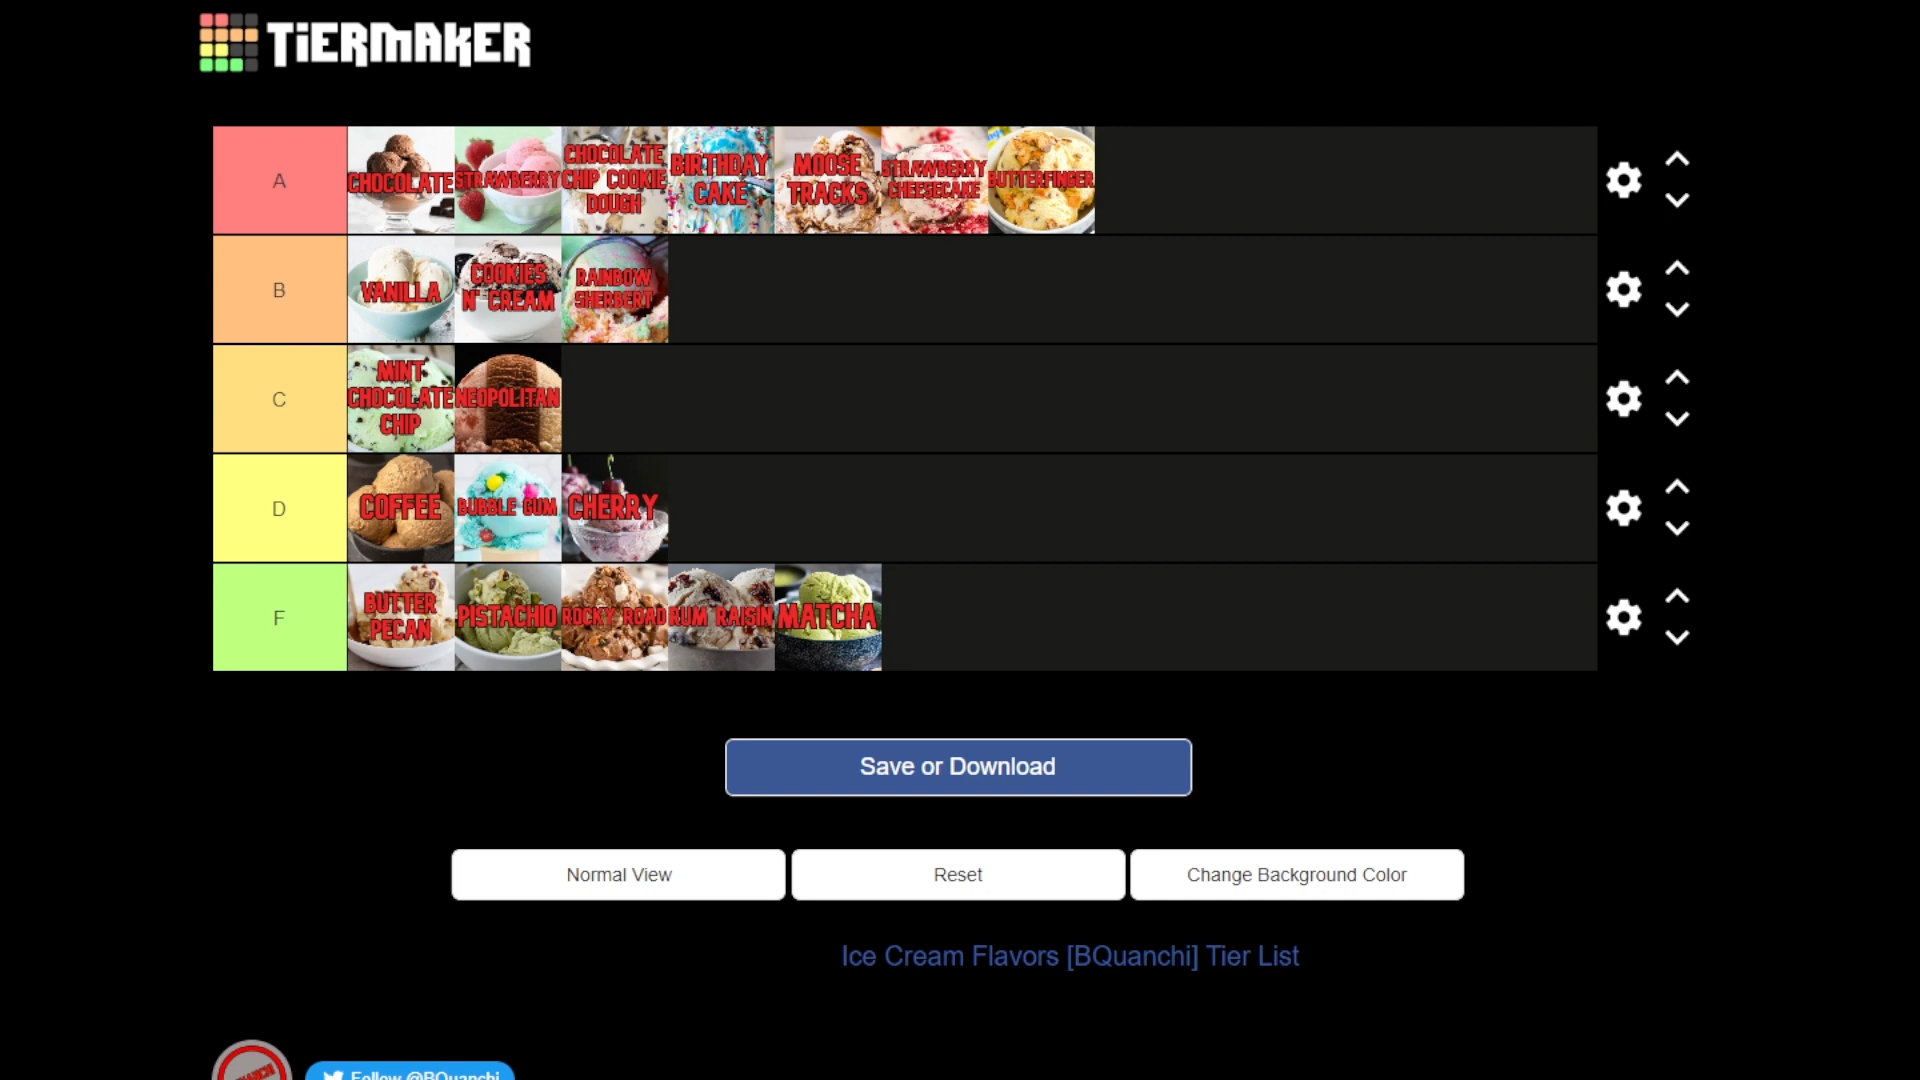 TiERMAKER
A
CHOCOLATE
STRAWBERRY
CHOCOLATE
CHIP COOKIE
DOUGH
BIRTHDAY
CAKE
MOOSE
TRACKS
STRAWBERRY
CHEESECAKE
BUTTERFINGER
B
VANILLA
COOKIES
N' CREAM
RAINBOW
SHERBERT
C
MINT
CHOCOLATE
CHIP
NEOPOLITAN
D
COFFEE
BUBBLE GUM
CHERRY
F
BUTTER
PECAN
PISTACHIO
ROCKY ROAD
RUM RAISIN
MATCHA
Save or Download
Normal View
Reset
Change Background Color
Ice Cream Flavors [BQuanchi] Tier List
Follow @BQuanchi